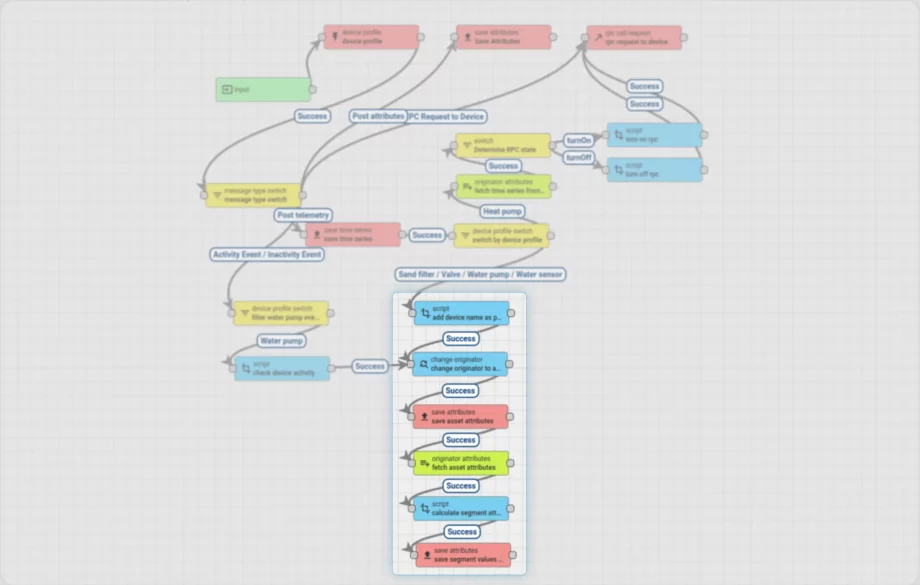 device profile
device profile
save attributes
Save Attributes
rpc call request
rpc request to device
input
Success
Success
Success
Post attributes
RPC Request to Device
switch
Determine RPC state
turnOn
turnOff
script
turn on rpc
script
turn off rpc
Success
originator attributes
fetch time series from...
message type switch
message type switch
Post telemetry
Heat pump
save time series
save time series
Success
device profile switch
switch by device profile
Activity Event / Inactivity Event
Sand filter / Valve / Water pump / Water sensor
device profile switch
filter water pump eve...
script
add device name as p...
Water pump
Success
script
check device activity
Success
change originator
change originator to a...
Success
save attributes
save asset attributes
Success
originator attributes
fetch asset attributes
Success
script
calculate segment att...
Success
save attributes
save segment values ...